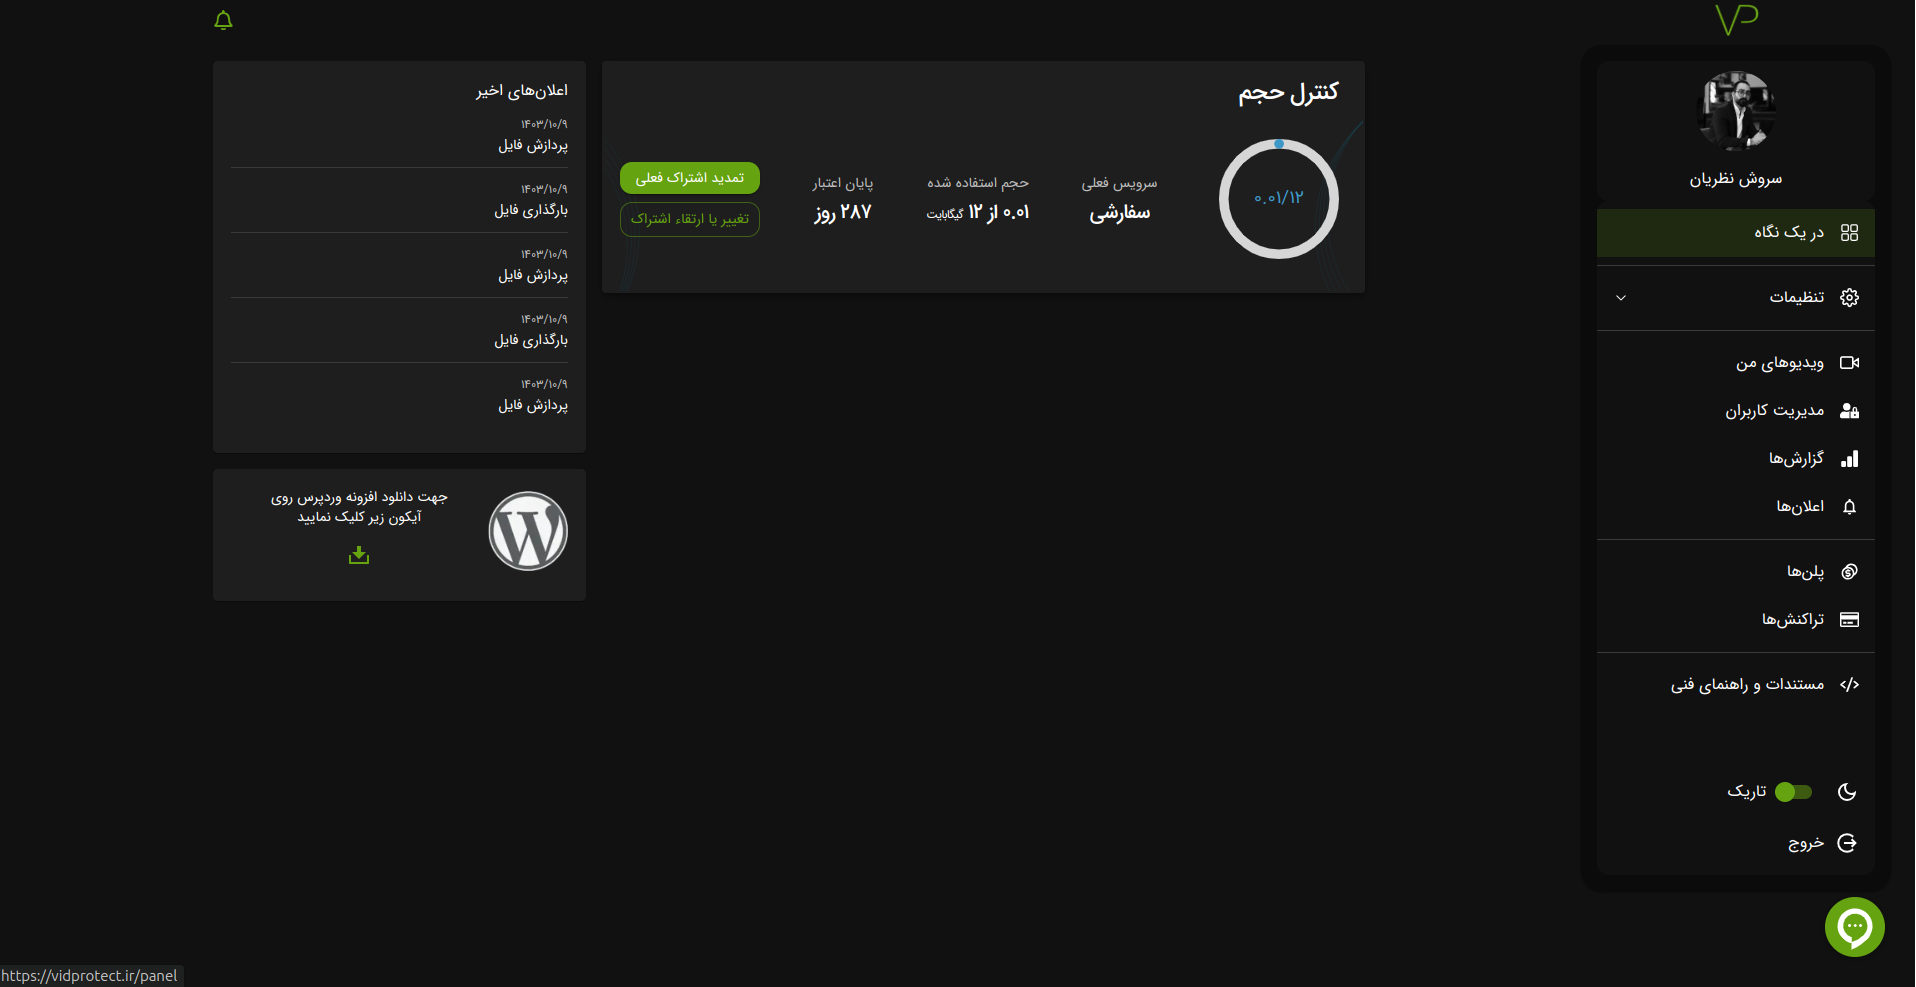 VP
سروش نظریان
در یک نگاه
تنظیمات
ویدیوهای من
مدیریت کاربران
گزارش‌ها
اعلان‌ها
پلن‌ها
تراکنش‌ها
مستندات و راهنمای فنی
تاریک
خروج
کنترل حجم
۰.۰۱/۱۲
سرویس فعلی
سفارشی
حجم استفاده شده
۰.۰۱ از ۱۲ گیگابایت
پایان اعتبار
۲۸۷ روز
تمدید اشتراک فعلی
تغییر یا ارتقاء اشتراک
اعلان‌های اخیر
۱۴۰۳/۱۰/۹
پردازش فایل
۱۴۰۳/۱۰/۹
بارگذاری فایل
۱۴۰۳/۱۰/۹
پردازش فایل
۱۴۰۳/۱۰/۹
بارگذاری فایل
۱۴۰۳/۱۰/۹
پردازش فایل
جهت دانلود افزونه وردپرس روی
آیکون زیر کلیک نمایید
https://vidprotect.ir/panel